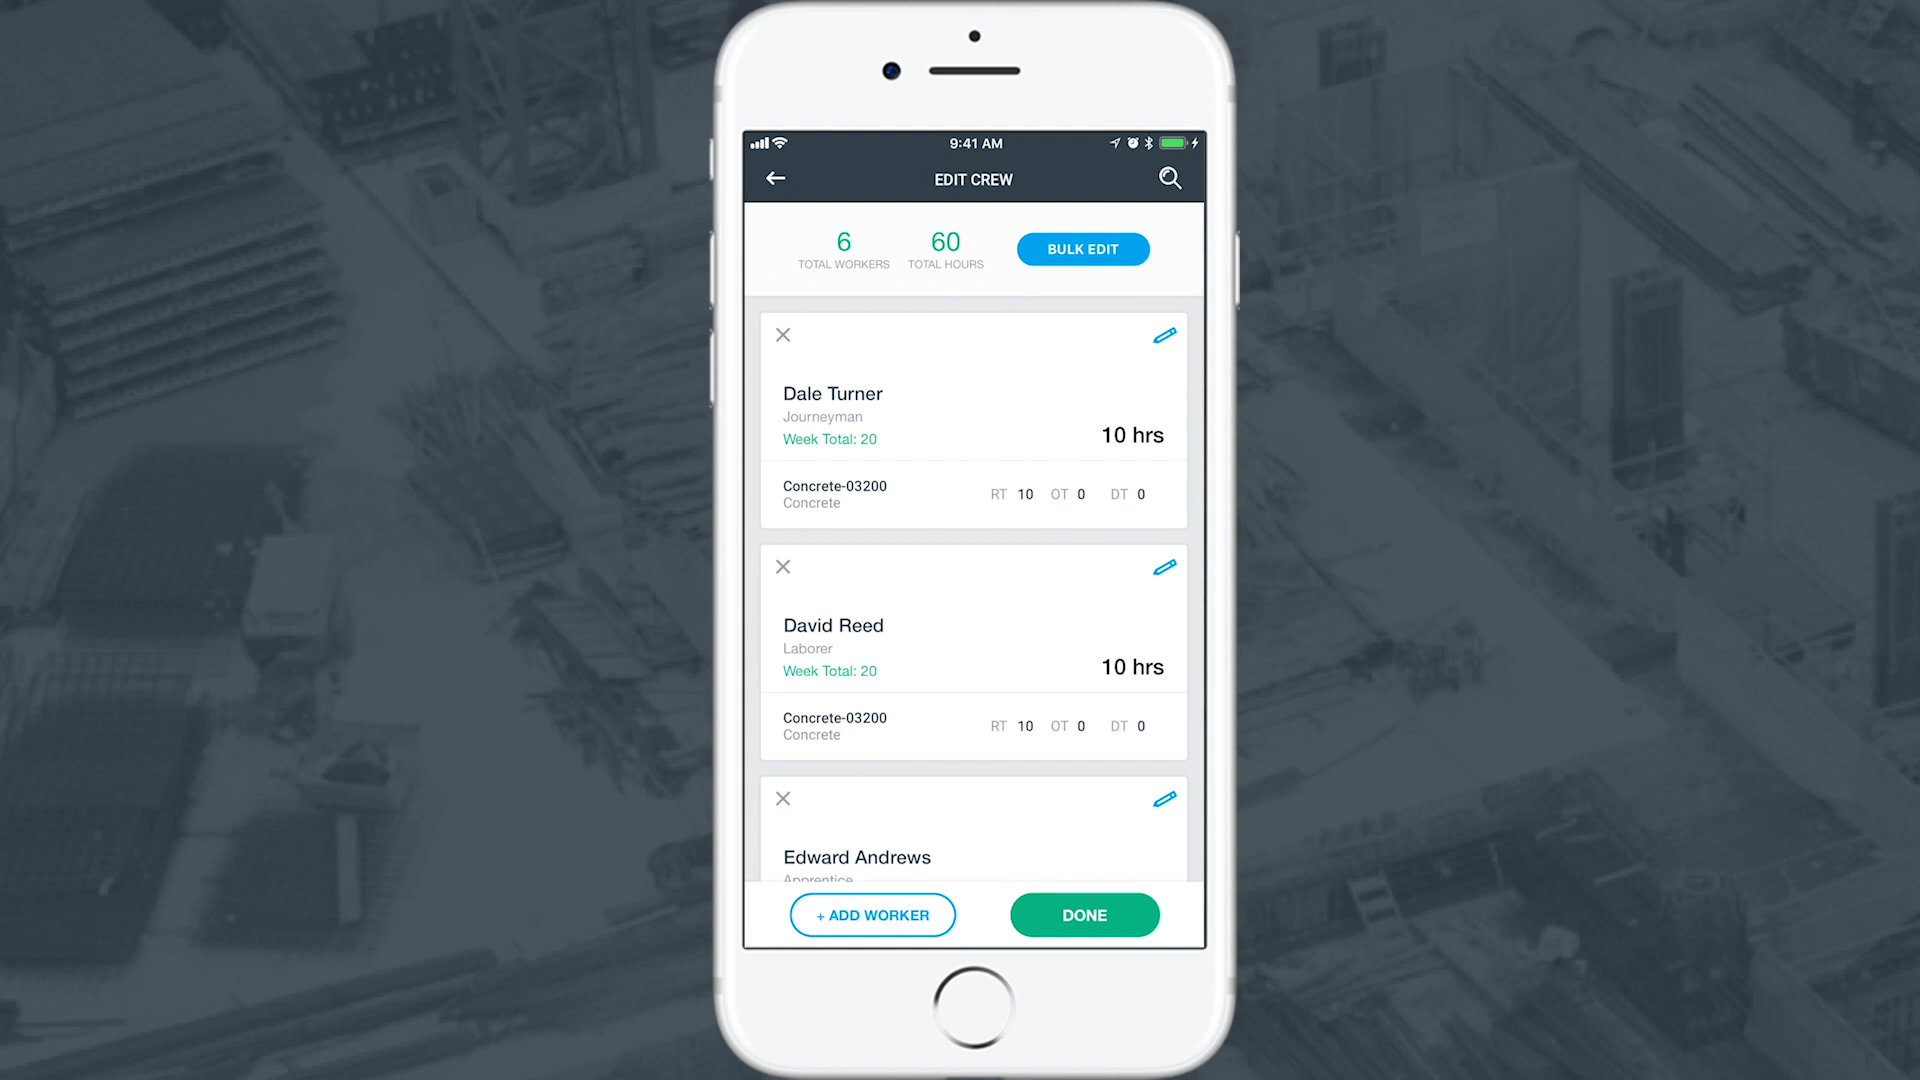 9:41 AM
EDIT CREW
6
TOTAL WORKERS
60
TOTAL HOURS
BULK EDIT
Dale Turner
Journeyman
Week Total: 20
10 hrs
Concrete-03200
Concrete
RT 10 OT 0 DT 0
David Reed
Laborer
Week Total: 20
10 hrs
Concrete-03200
Concrete
RT 10 OT 0 DT 0
Edward Andrews
Apprentice
+ ADD WORKER
DONE